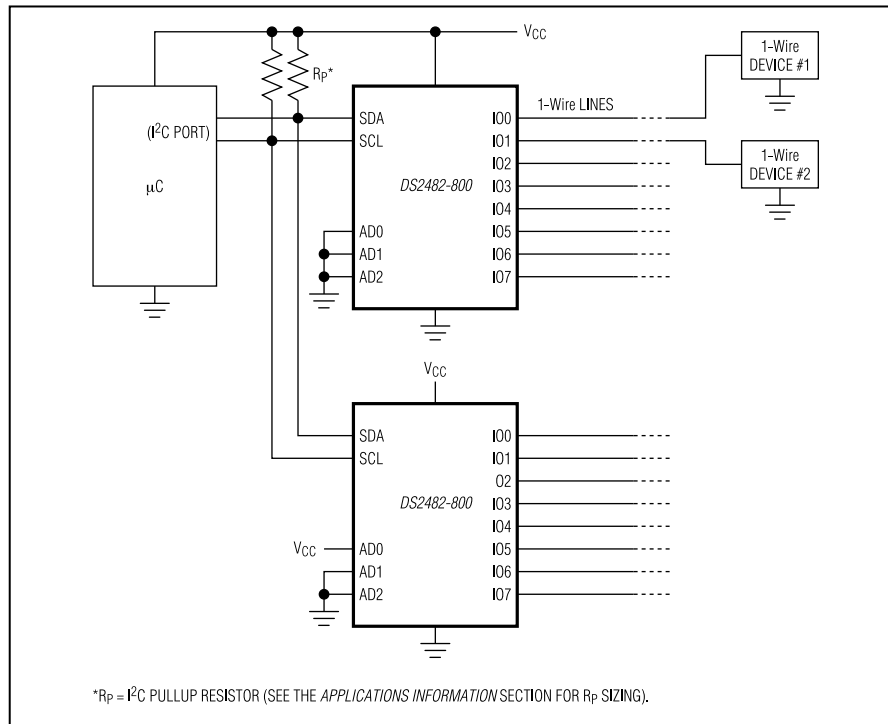 VCC
RP*
1-Wire
DEVICE #1
1-Wire LINES
(I2C PORT)
µC
SDA
SCL
DS2482-800
AD0
AD1
AD2
IO0
IO1
IO2
IO3
IO4
IO5
IO6
IO7
1-Wire
DEVICE #2
VCC
SDA
SCL
DS2482-800
VCC
AD0
AD1
AD2
IO0
IO1
O2
IO3
IO4
IO5
IO6
IO7
*RP = I2C PULLUP RESISTOR (SEE THE APPLICATIONS INFORMATION SECTION FOR RP SIZING).